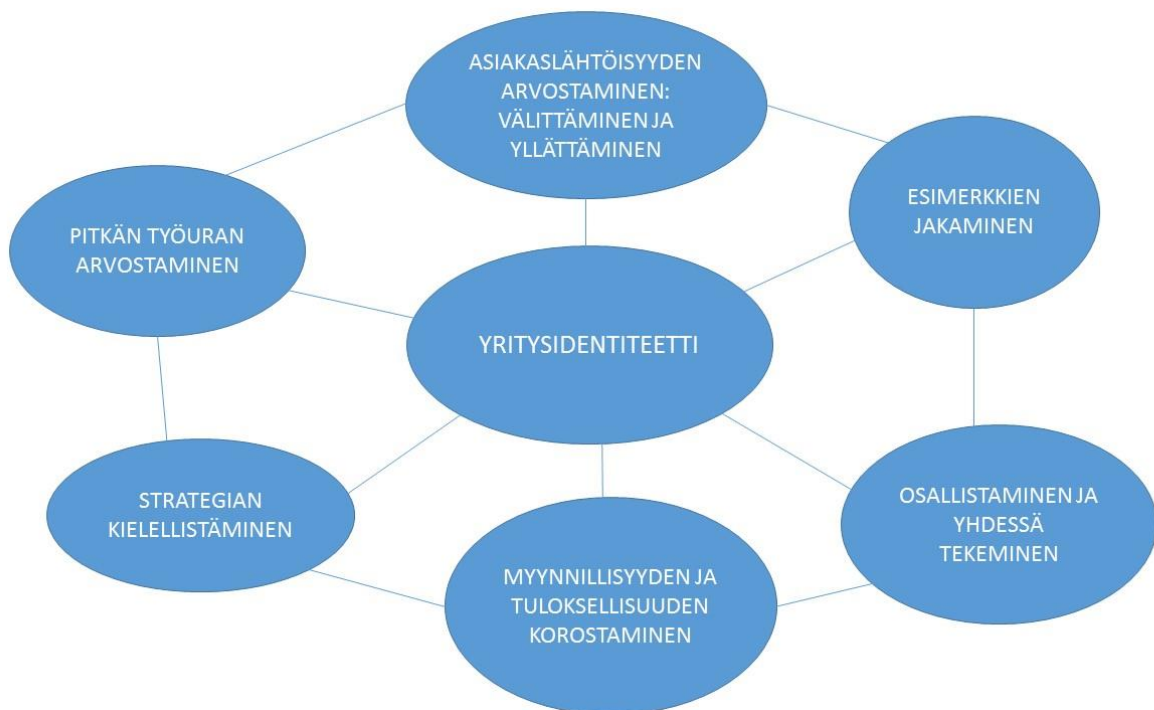 ASIAKASLÄHTÖISYYDEN
ARVOSTAMINEN:
VÄLITTÄMINEN JA
YLLÄTTÄMINEN
ESIMERKKIEN
JAKAMINEN
PITKÄN TYÖURAN
ARVOSTAMINEN
YRITYSIDENTITEETTI
STRATEGIAN
KIELELLISTÄMINEN
OSALLISTAMINEN JA
YHDESSÄ
TEKEMINEN
MYYNNILLISYYDEN JA
TULOKSELLISUUDEN
KOROSTAMINEN